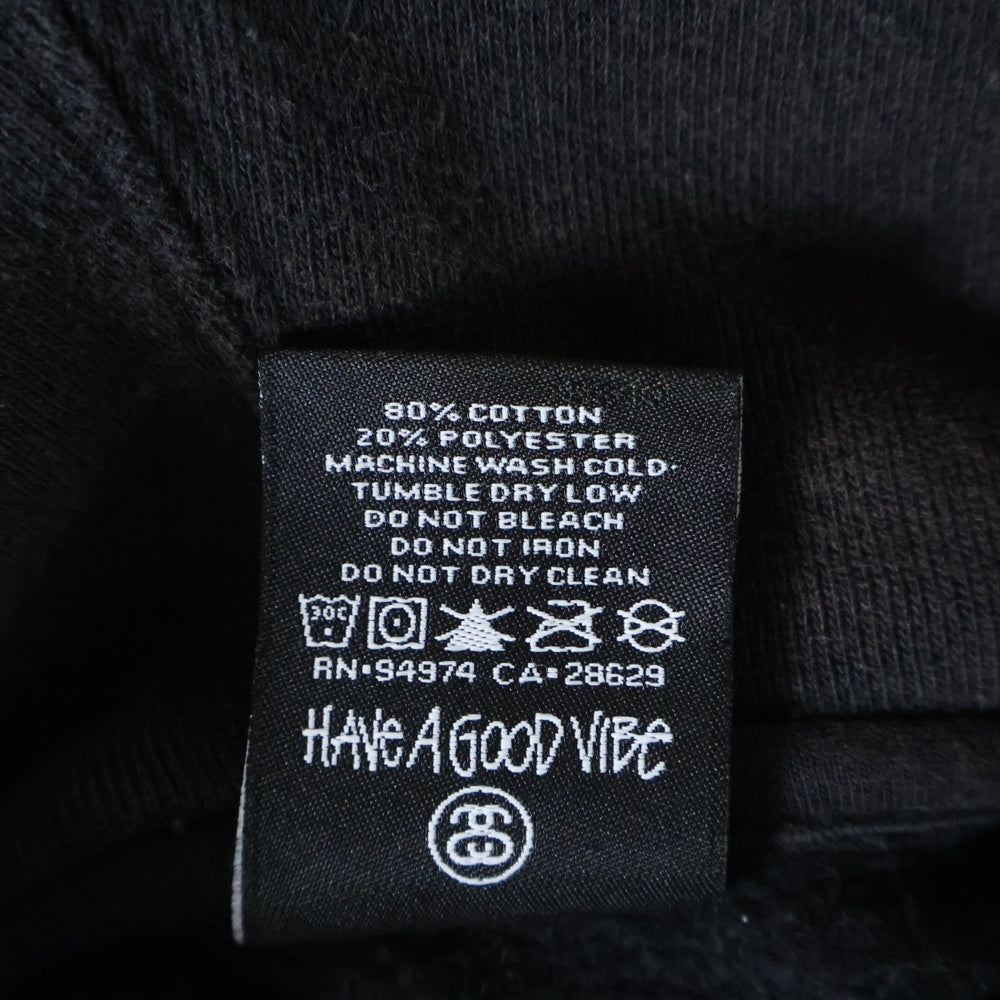 80% COTTON
20% POLYESTER
MACHINE WASH COLD·
TUMBLE DRY LOW
DO NOT BLEACH
DO NOT IRON
DO NOT DRY CLEAN
30C
RN·94974 CA·28629
HAVE A GOOD VIBE